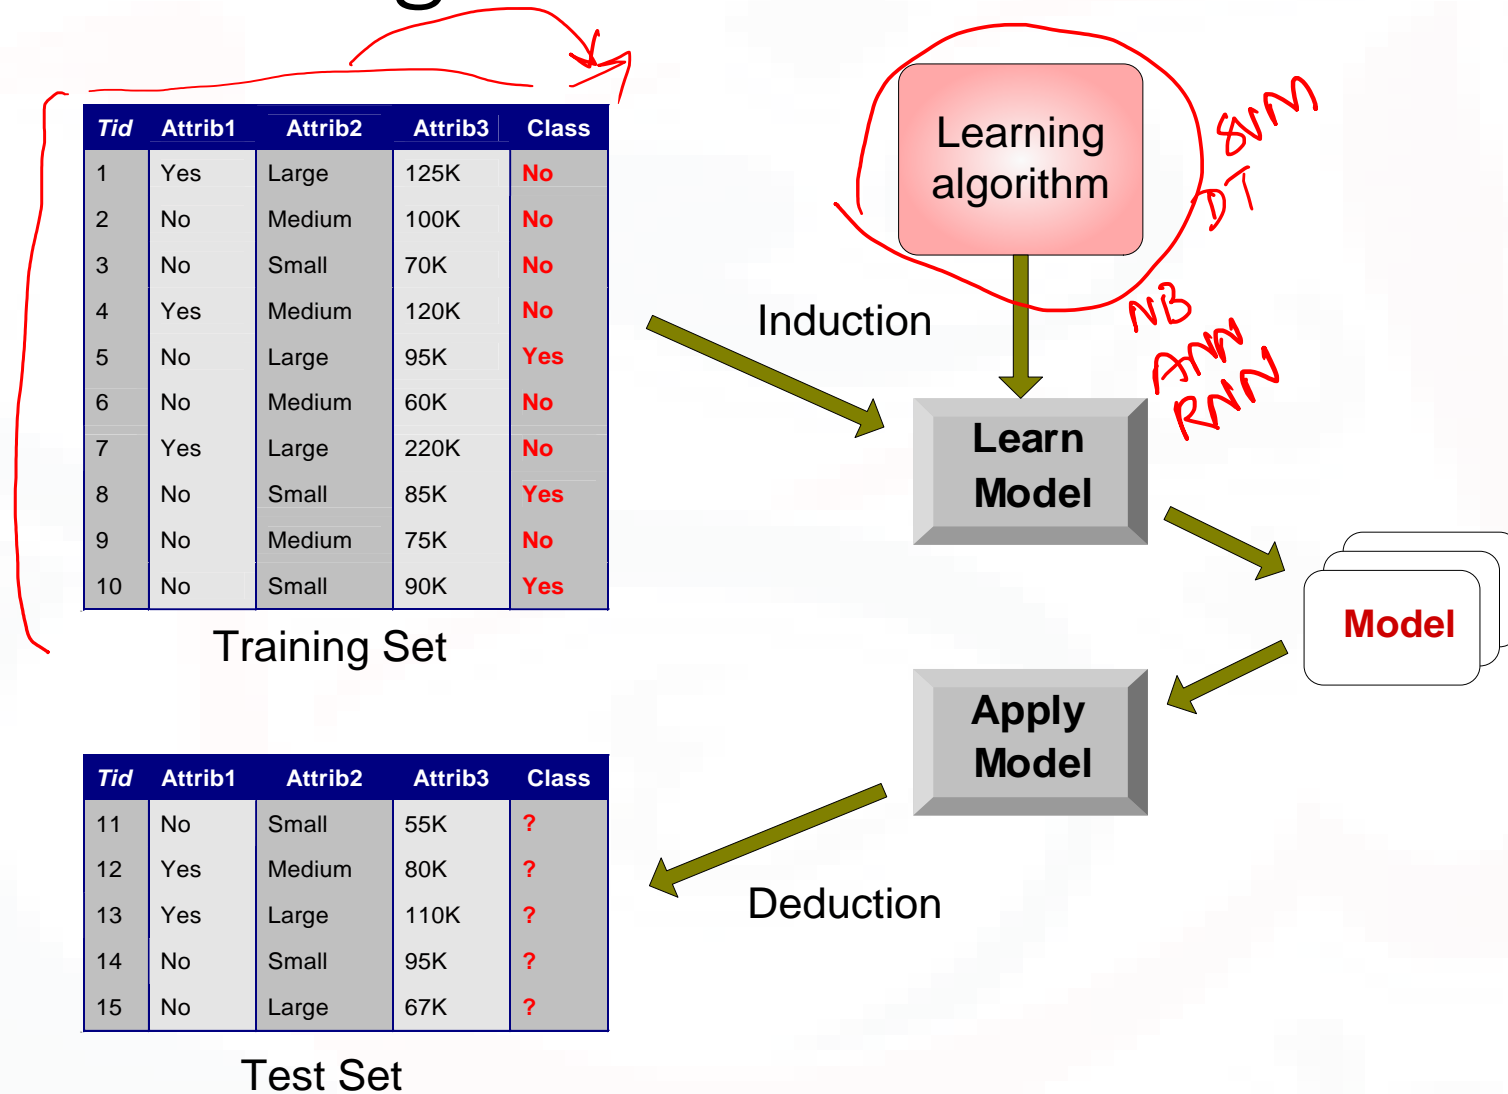 Tid Attrib1 Attrib2 Attrib3 Class
1 Yes Large 125K No
2 No Medium 100K No
3 No Small 70K No
4 Yes Medium 120K No
5 No Large 95K Yes
6 No Medium 60K No
7 Yes Large 220K No
8 No Small 85K Yes
9 No Medium 75K No
10 No Small 90K Yes
Training Set
Learning
algorithm
SVM
DT
NB
ANN
RNN
Induction
Learn
Model
Model
Apply
Model
Deduction
Tid Attrib1 Attrib2 Attrib3 Class
11 No Small 55K ?
12 Yes Medium 80K ?
13 Yes Large 110K ?
14 No Small 95K ?
15 No Large 67K ?
Test Set